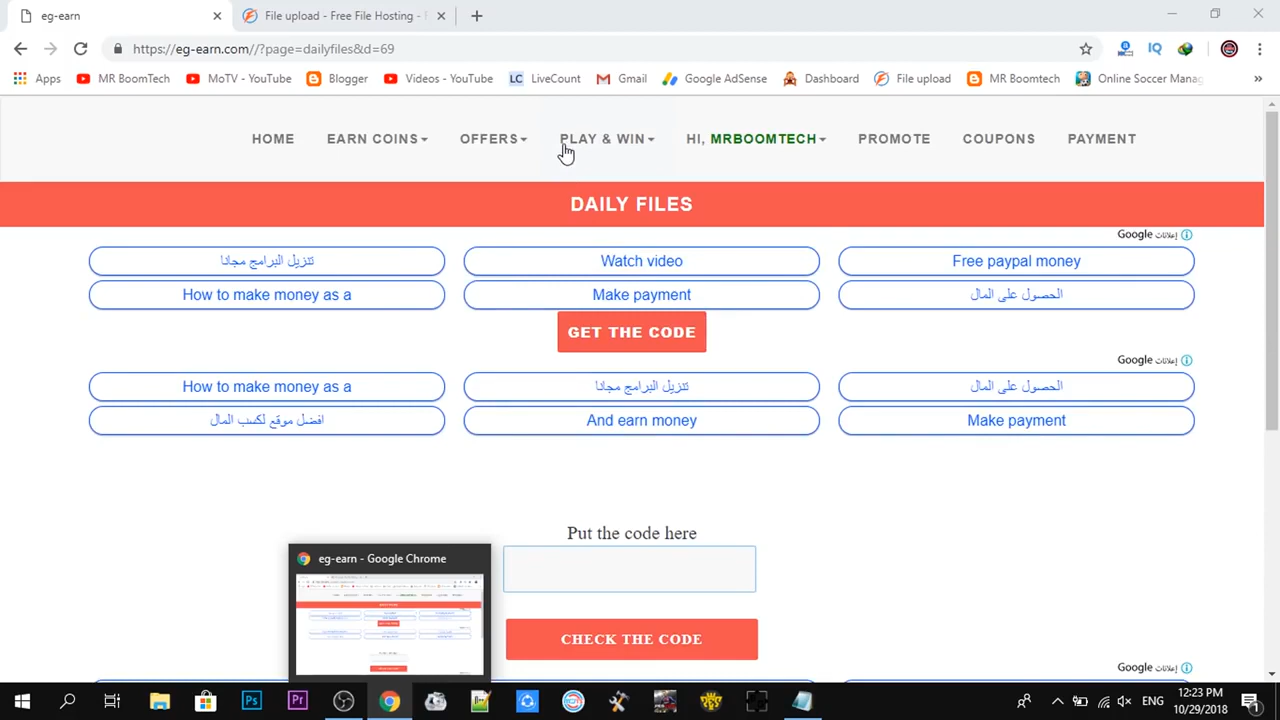 eg-earn
File upload - Free File Hosting -
https://eg-earn.com//?page=dailyfiles&d=69
Apps
MR BoomTech
MoTV - YouTube
Blogger
Videos - YouTube
LC LiveCount
Gmail
Google AdSense
Dashboard
File upload
MR Boomtech
Online Soccer Manag
HOME
EARN COINS
OFFERS
PLAY & WIN
HI, MRBOOMTECH
PROMOTE
COUPONS
PAYMENT
DAILY FILES
إعلانات Google
تنزيل البرامج مجانا
Watch video
Free paypal money
How to make money as a
Make payment
الحصول على المال
GET THE CODE
إعلانات Google
How to make money as a
تنزيل البرامج مجانا
الحصول على المال
افضل موقع لكسب المال
And earn money
Make payment
Put the code here
eg-earn - Google Chrome
CHECK THE CODE
إعلانات Google
Ps
Pr
ENG
12:23 PM
10/29/2018